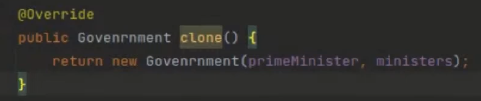 @Override
public Govenrnment clone() {
return new Govenrnment(primeMinister, ministers);
}